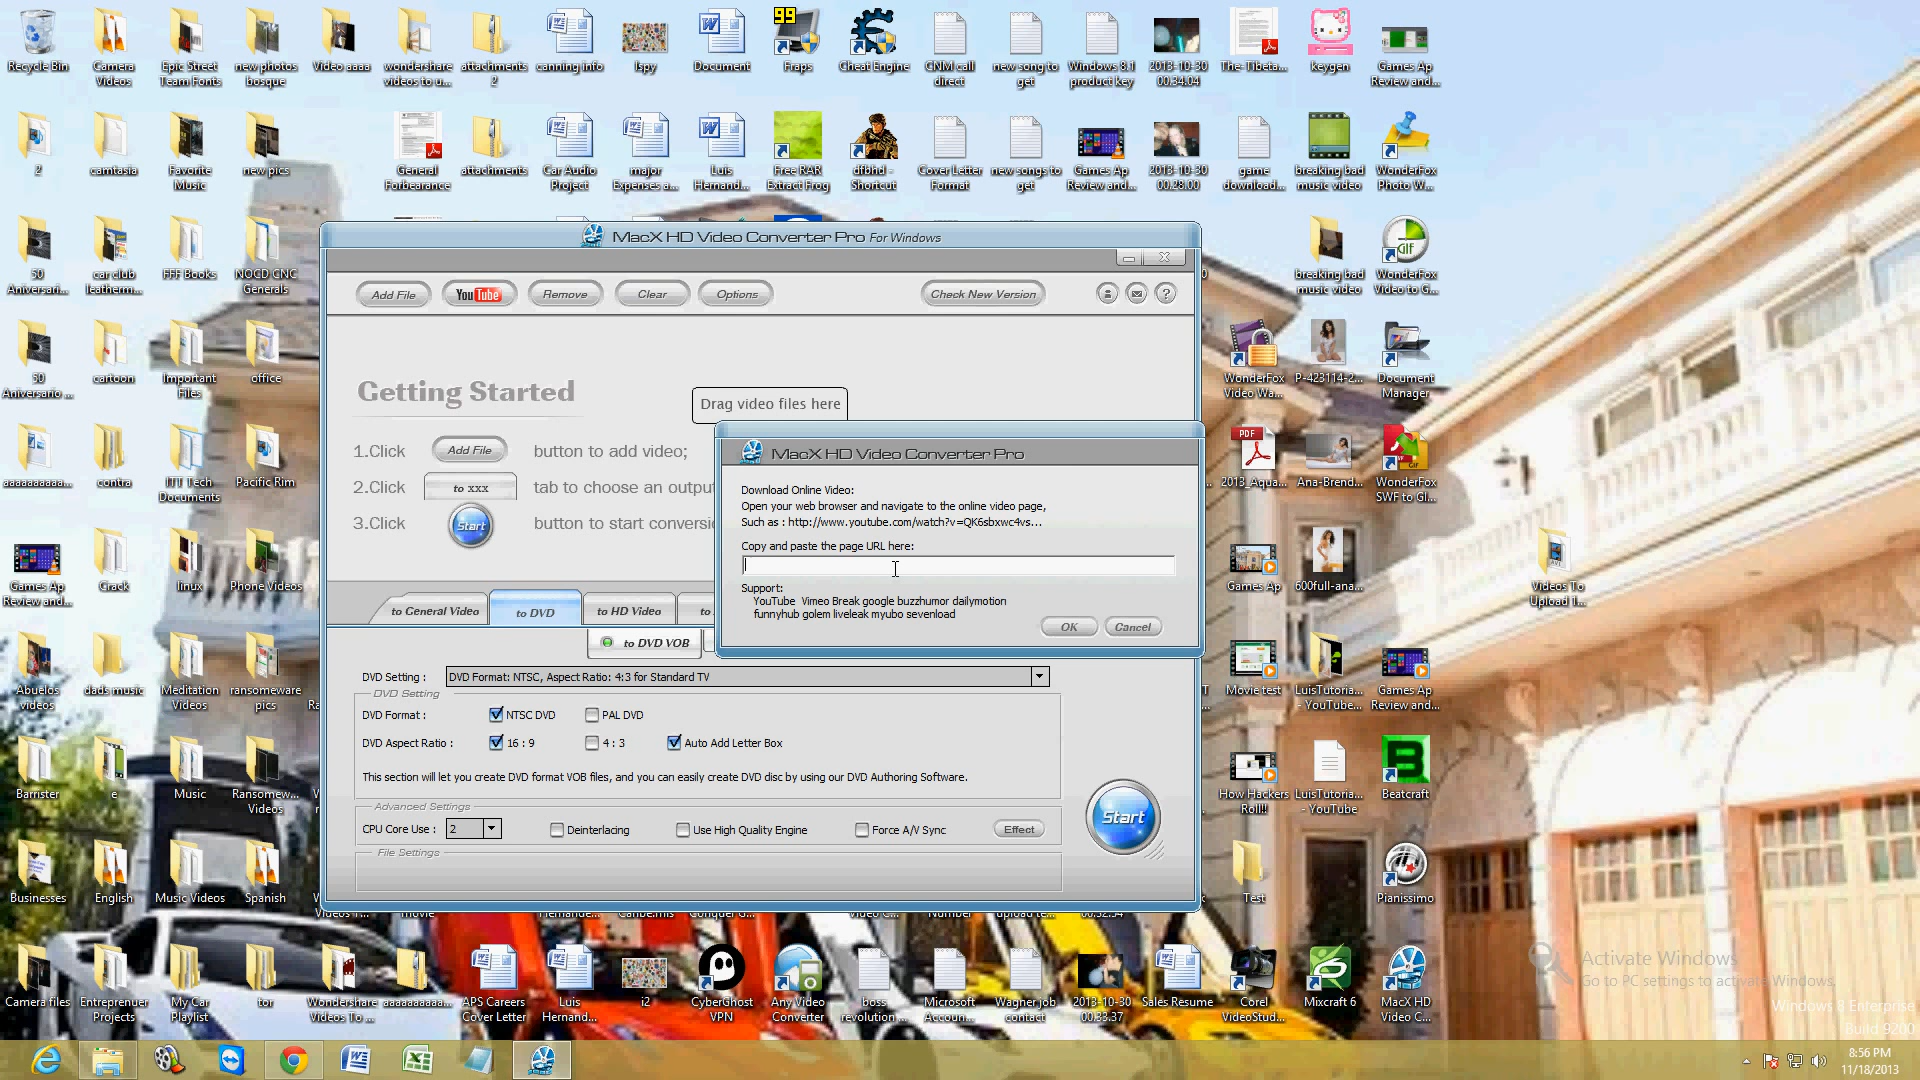 Recycle Bin
Camera Videos
Epic Street Team Fonts
new photos bosque
Video aaaa
wondershare videos to u...
attachments 2
canning info
Ispy
Document
Fraps
Cheat Engine
CNM call direct
new song to get
Windows 8.1 product key
2013-10-30 00.34.04
The-Tibeta...
keygen
Games Ap Review and...
2
camtasia
Favorite Music
new pics
General Forbearance
attachments
Car Audio Project
major Expenses a...
Luis Hernand...
Free RAR Extract Frog
dfbhd - Shortcut
Cover Letter Format
new songs to get
Games Ap Review and...
2013-10-30 00.28.00
game download...
breaking bad music video
WonderFox Photo W...
50 Aniversari...
car club leatherm...
FFF Books
NOCD CNC Generals
breaking bad music video
WonderFox Video to G...
50 Aniversario ...
cartoon
Important Files
office
WonderFox Video Wa...
P-423114-2...
Document Manager
aaaaaaaaaa...
contra
ITT Tech Documents
Pacific Rim
2013_Aqua...
Ana-Brend...
WonderFox SWF to GI...
Games Ap Review and...
Crack
linux
Phone Videos
Games Ap
600full-ana...
Videos To Upload 1...
Abuelos videos
dads music
Meditation Videos
ransomeware pics
Movie test
LuisTutoria... - YouTube...
Games Ap Review and...
Barrister
e
Music
Ransomew... Videos
How Hackers Roll!!
LuisTutoria... - YouTube
Beatcraft
Businesses
English
Music Videos
Spanish
Test
Pianissimo
Camera files
Entreprenuer Projects
My Car Playlist
tor
Wondershare Videos To ...
aaaaaaaaaa...
APS Careers Cover Letter
Luis Hernand...
i2
CyberGhost VPN
Any Video Converter
boss revolution ...
Microsoft Accoun...
Wagner job contact
2013-10-30 00.33.37
Sales Resume
Corel VideoStud...
Mixcraft 6
MacX HD Video C...
MacX HD Video Converter Pro For Windows
Add File
YouTube
Remove
Clear
Options
Check New Version
Getting Started
Drag video files here
1.Click Add File button to add video;
2.Click to xxx tab to choose an output
3.Click Start button to start conversio
MacX HD Video Converter Pro
Download Online Video:
Open your web browser and navigate to the online video page,
Such as : http://www.youtube.com/watch?v=QK6sbxwc4vs...
Copy and paste the page URL here:
Support:
YouTube Vimeo Break google buzzhumor dailymotion
funnyhub golem liveleak myubo sevenload
OK
Cancel
to General Video
to DVD
to HD Video
to
to DVD VOB
DVD Setting : DVD Format: NTSC, Aspect Ratio: 4:3 for Standard TV
DVD Setting
DVD Format : NTSC DVD PAL DVD
DVD Aspect Ratio : 16 : 9 4 : 3 Auto Add Letter Box
This section will let you create DVD format VOB files, and you can easily create DVD disc by using our DVD Authoring Software.
Advanced Settings
CPU Core Use : 2 Deinterlacing Use High Quality Engine Force A/V Sync Effect
File Settings
Start
Activate Windows
Go to PC settings to activate Windows.
Windows 8 Enterprise
Build 9200
8:56 PM
11/18/2013